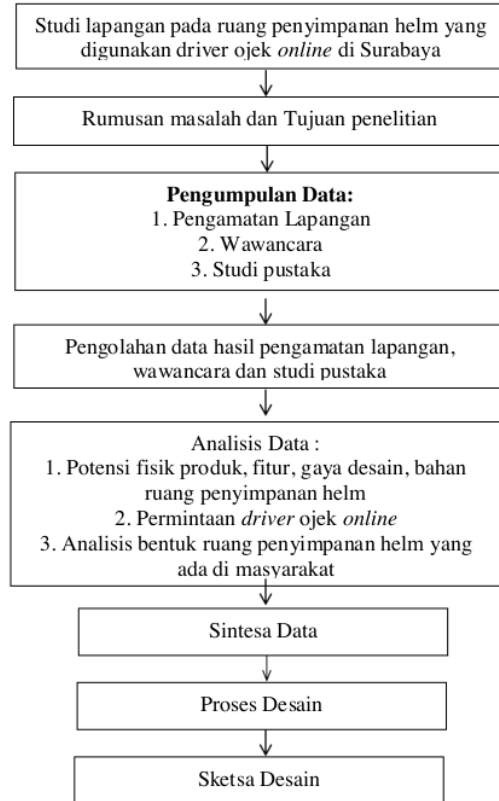 Studi lapangan pada ruang penyimpanan helm yang
digunakan driver ojek online di Surabaya
Rumusan masalah dan Tujuan penelitian
Pengumpulan Data:
1. Pengamatan Lapangan
2. Wawancara
3. Studi pustaka
Pengolahan data hasil pengamatan lapangan,
wawancara dan studi pustaka
Analisis Data :
1. Potensi fisik produk, fitur, gaya desain, bahan
ruang penyimpanan helm
2. Permintaan driver ojek online
3. Analisis bentuk ruang penyimpanan helm yang
ada di masyarakat
Sintesa Data
Proses Desain
Sketsa Desain